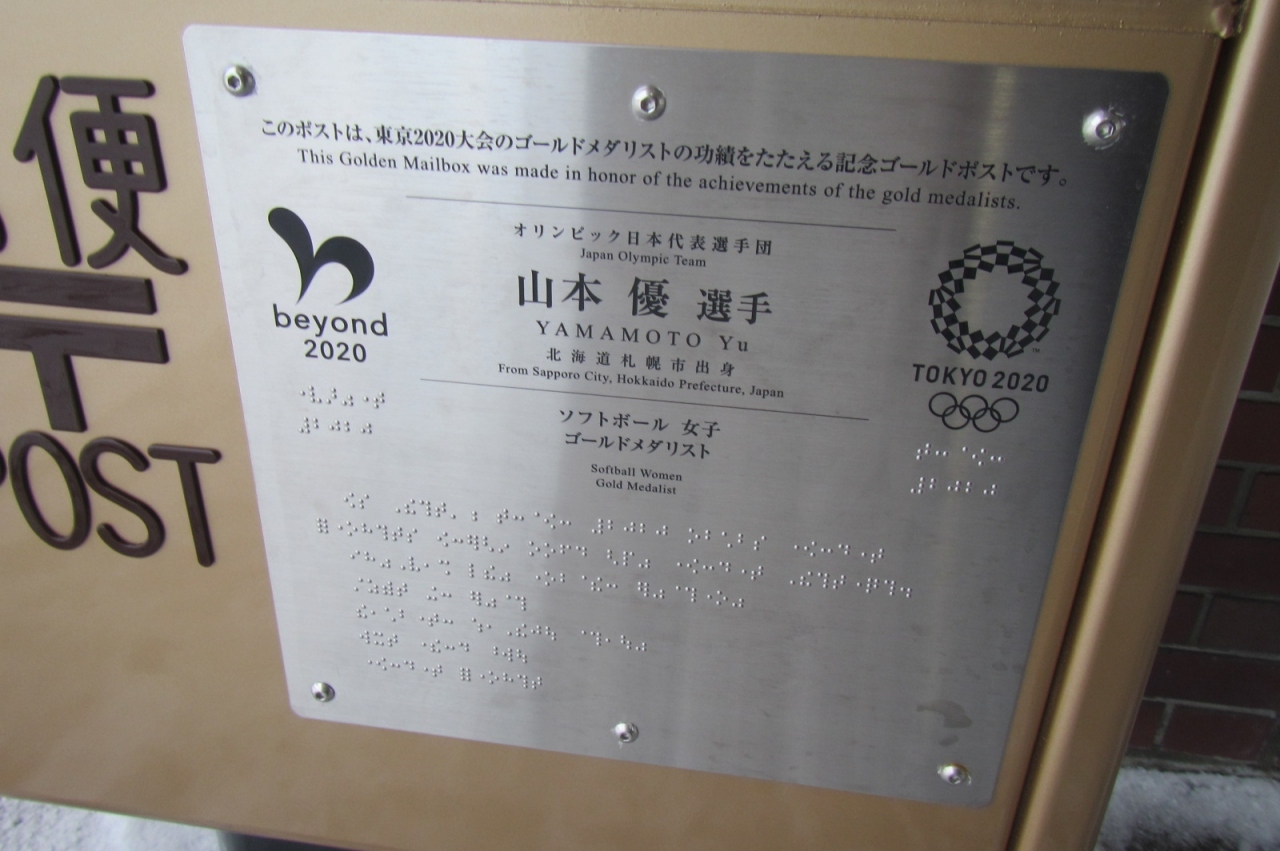 便
〒
POST
このポストは、東京2020大会のゴールドメダリストの功績をたたえる記念ゴールドポストです。
This Golden Mailbox was made in honor of the achievements of the gold medalists.
オリンピック日本代表選手団
Japan Olympic Team
山本 優 選手
YAMAMOTO Yu
北海道札幌市出身
From Sapporo City, Hokkaido Prefecture, Japan
beyond
2020
TOKYO 2020
ソフトボール 女子
ゴールドメダリスト
Softball Women
Gold Medalist